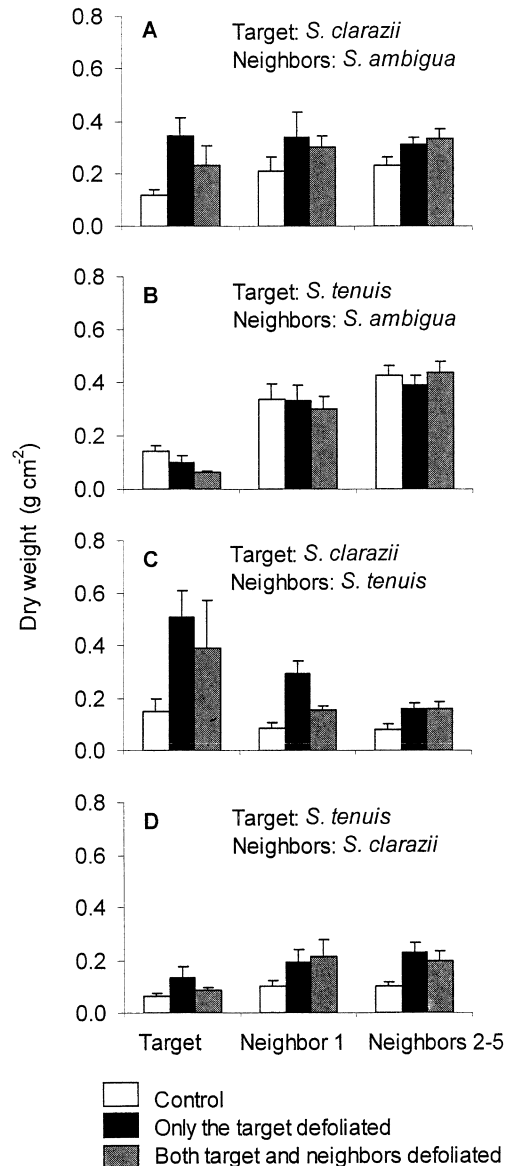 A
Target: S. clarazii
Neighbors: S. ambigua
0.8
0.6
0.4
0.2
0.0
B
Target: S. tenuis
Neighbors: S. ambigua
0.8
0.6
0.4
0.2
0.0
Dry weight (g cm-2)
C
Target: S. clarazii
Neighbors: S. tenuis
0.8
0.6
0.4
0.2
0.0
D
Target: S. tenuis
Neighbors: S. clarazii
0.8
0.6
0.4
0.2
0.0
Target Neighbor 1 Neighbors 2-5
Control
Only the target defoliated
Both target and neighbors defoliated